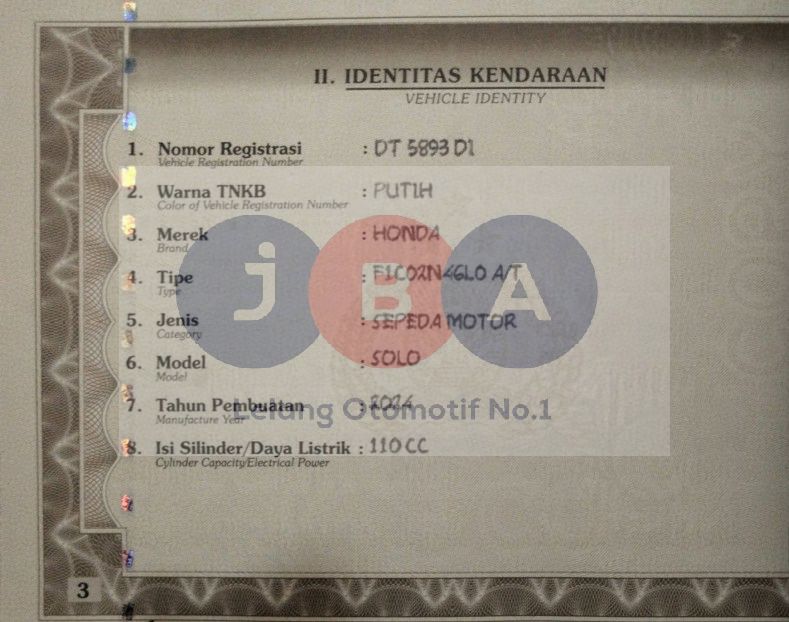 II. IDENTITAS KENDARAAN
VEHICLE IDENTITY
1. Nomor Registrasi : DT 5893 DI
Vehicle Registration Number
2. Warna TNKB : PUTIH
Color of Vehicle Registration Number
3. Merek : HONDA
Brand
4. Tipe : F1C02N46L0 A/T
Type
5. Jenis : SEPEDA MOTOR
Category
6. Model : SOLO
Model
7. Tahun Pembuatan : 2024
Manufacture Year
8. Isi Silinder/Daya Listrik : 110 CC
Cylinder Capacity/Electrical Power
JBA
Lelang Otomotif No.1
3